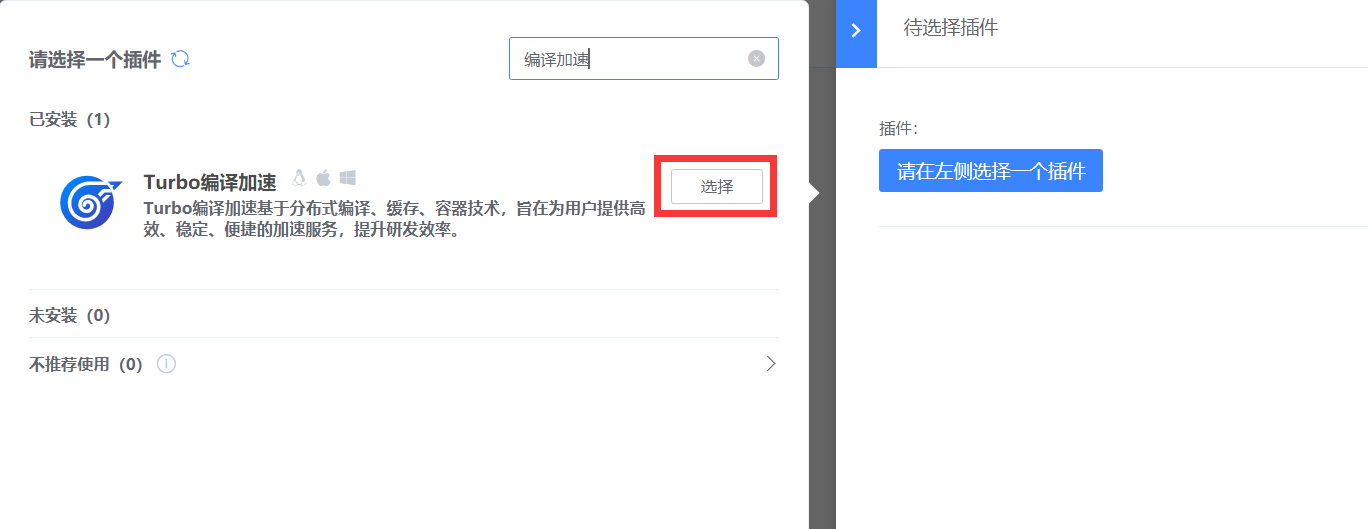 请选择一个插件
编译加速
已安装（1）
Turbo编译加速
选择
Turbo编译加速基于分布式编译、缓存、容器技术，旨在为用户提供高
效、稳定、便捷的加速服务，提升研发效率。
未安装（0）
不推荐使用（0）
待选择插件
插件：
请在左侧选择一个插件